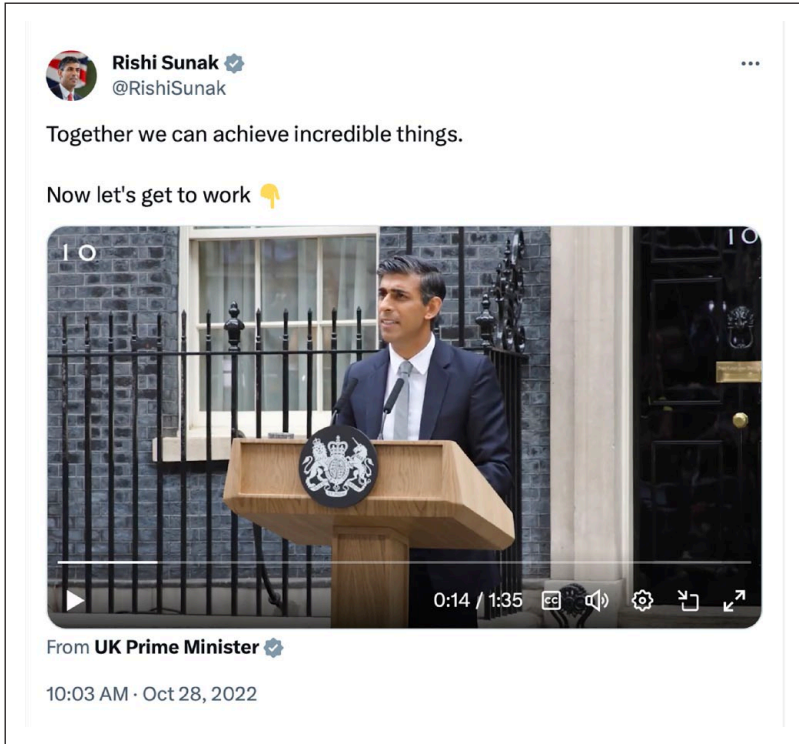 Rishi Sunak
@RishiSunak
Together we can achieve incredible things.
Now let's get to work
10
10
0:14 / 1:35
CC
From UK Prime Minister
10:03 AM · Oct 28, 2022